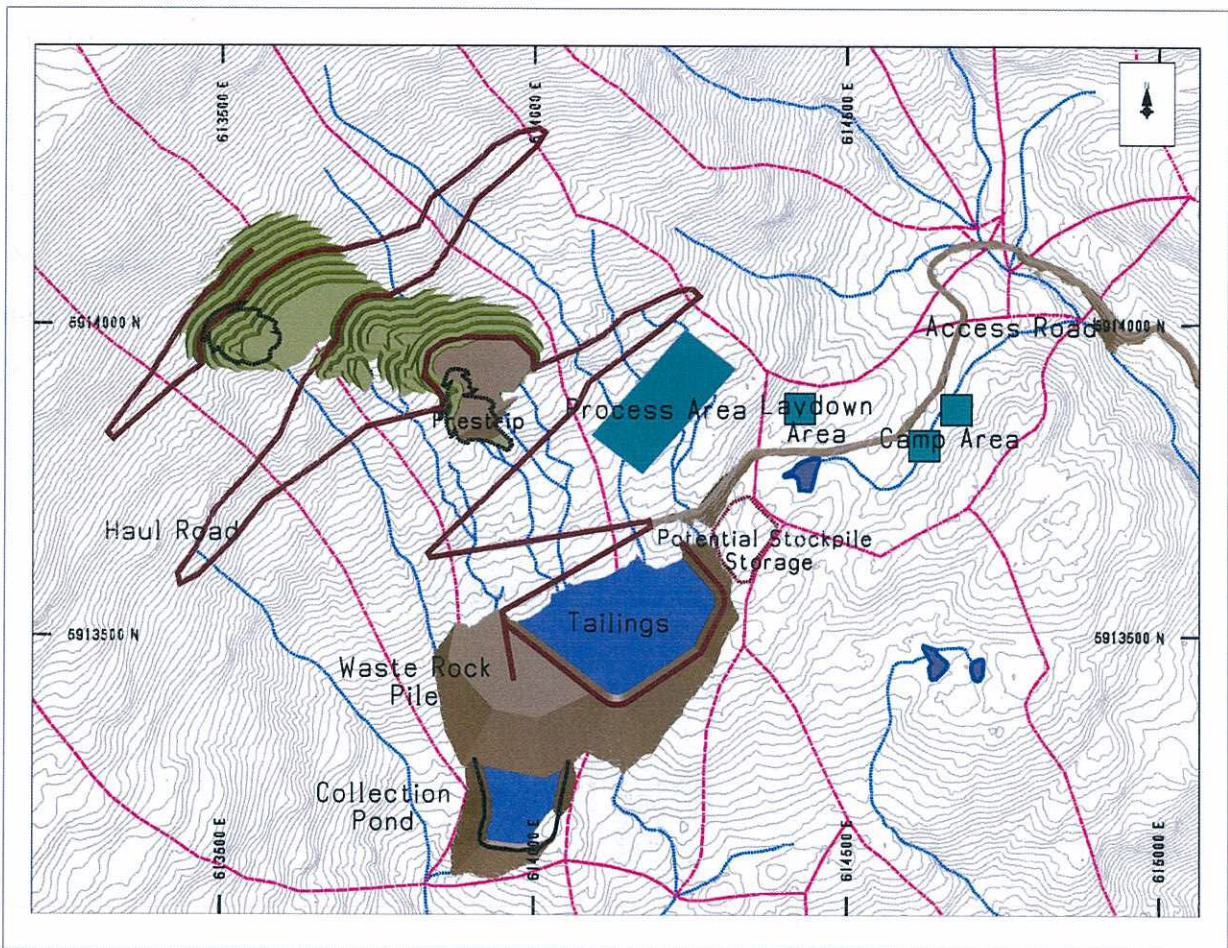 613500 E
614000 E
614500 E
N
5914000 N
Access Road
5914000 N
Prestrip
Process Area
Laydown
Area
Camp Area
Haul Road
Potential Stockpile
Storage
5913500 N
Tailings
5913500 N
Waste Rock
Pile
Collection
Pond
613500 E
614000 E
614500 E
615000 E